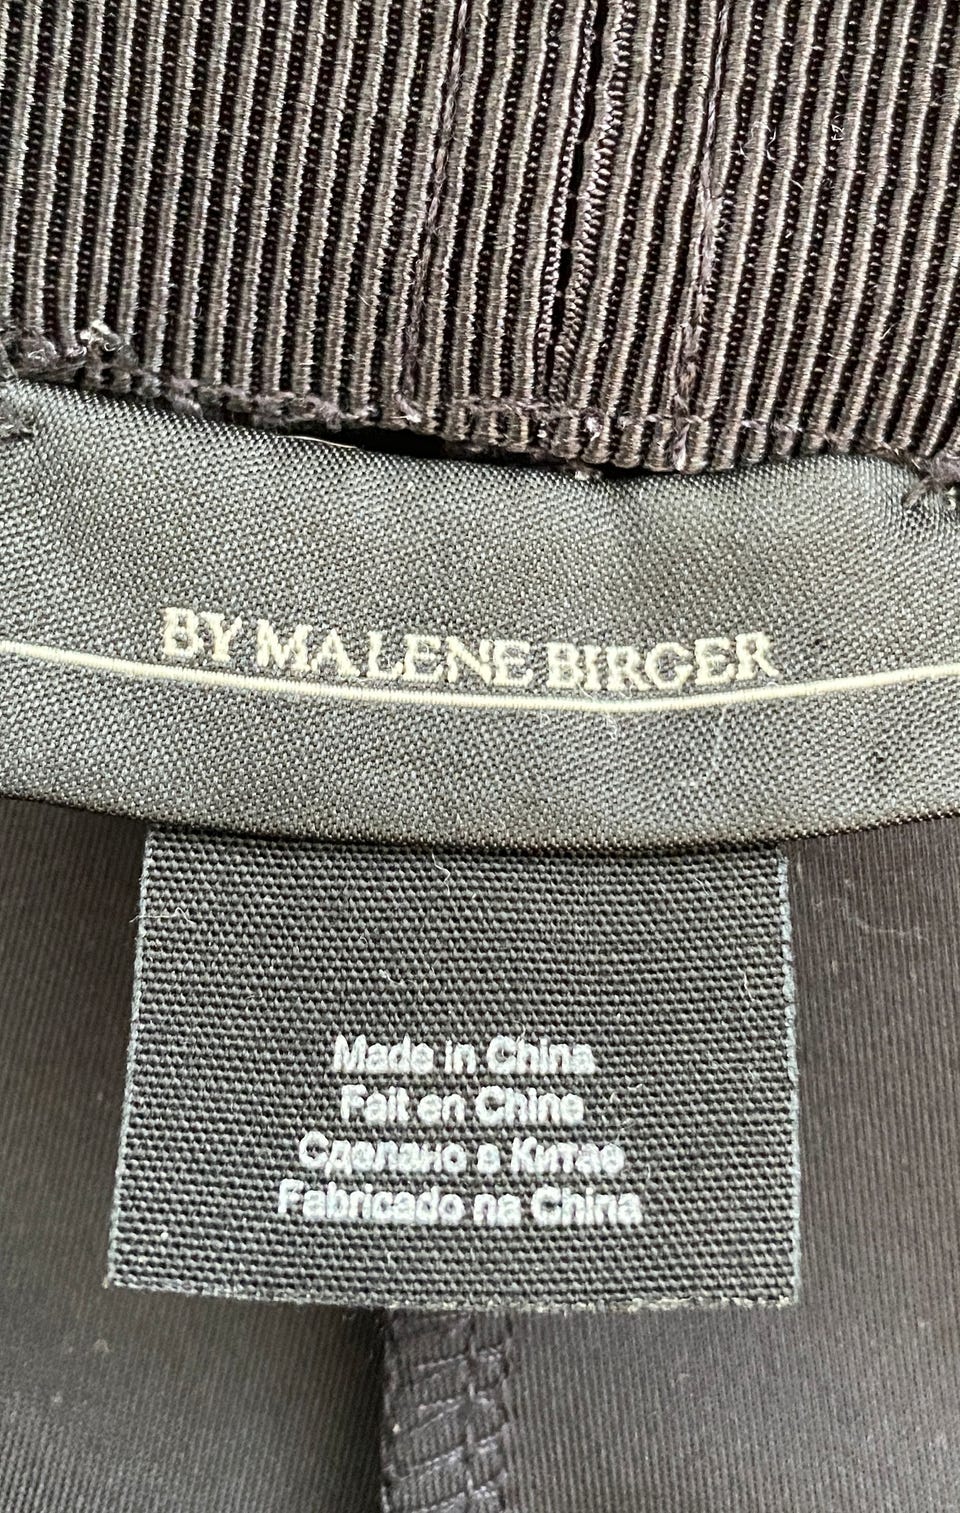 BY MALENE BIRGER
Made in China
Fait en Chine
Сделано в Китае
Fabricado na China